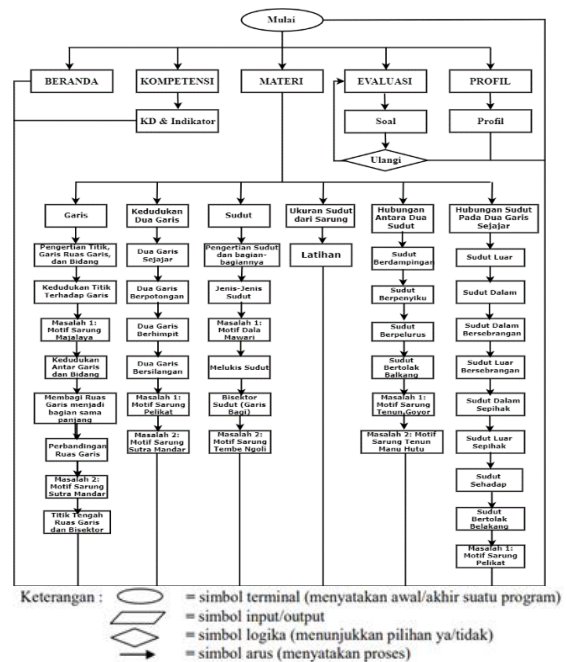 Mulai
BERANDA
KOMPETENSI
MATERI
EVALUASI
PROFIL
KD & Indikator
Soal
Profil
Ulangi
Garis
Pengertian Titik,
Garis Ruas Garis,
dan Bidang
Kedudukan Titik
Terhadap Garis
Masalah 1:
Motif Sarung
Majalaya
Kedudukan
Antar Garis
dan Bidang
Membagi Ruas
Garis menjadi
bagian sama
panjang
Perbandingan
Ruas Garis
Masalah 2:
Motif Sarung
Sutra Mandar
Titik Tengah
Ruas Garis
dan Bisektor
Kedudukan
Dua Garis
Dua Garis
Sejajar
Dua Garis
Berpotongan
Dua Garis
Berhimpit
Dua Garis
Bersilangan
Masalah 1:
Motif Sarung
Pelikat
Masalah 2:
Motif Sarung
Sutra Mandar
Sudut
Pengertian Sudut
dan bagian-
bagiannya
Jenis-Jenis
Sudut
Masalah 1:
Motif Dala
Mawari
Melukis Sudut
Bisektor
Sudut (Garis
Bagi)
Masalah 2:
Motif Sarung
Tembe Ngoli
Ukuran Sudut
dari Sarung
Latihan
Hubungan
Antara Dua
Sudut
Sudut
Berdampingan
Sudut
Berpenyiku
Sudut
Berpelurus
Sudut
Bertolak
Balkang
Masalah 1:
Motif Sarung
Tenun Goyor
Masalah 2: Motif
Sarung Tenun
Manu Hutu
Hubungan Sudut
Pada Dua Garis
Sejajar
Sudut Luar
Sudut Dalam
Sudut Dalam
Bersebrangan
Sudut Luar
Bersebrangan
Sudut Dalam
Sepihak
Sudut Luar
Sepihak
Sudut
Sehadap
Sudut
Bertolak
Belakang
Masalah 1:
Motif Sarung
Pelikat
Keterangan :
= simbol terminal (menyatakan awal/akhir suatu program)
= simbol input/output
= simbol logika (menunjukkan pilihan ya/tidak)
= simbol arus (menyatakan proses)